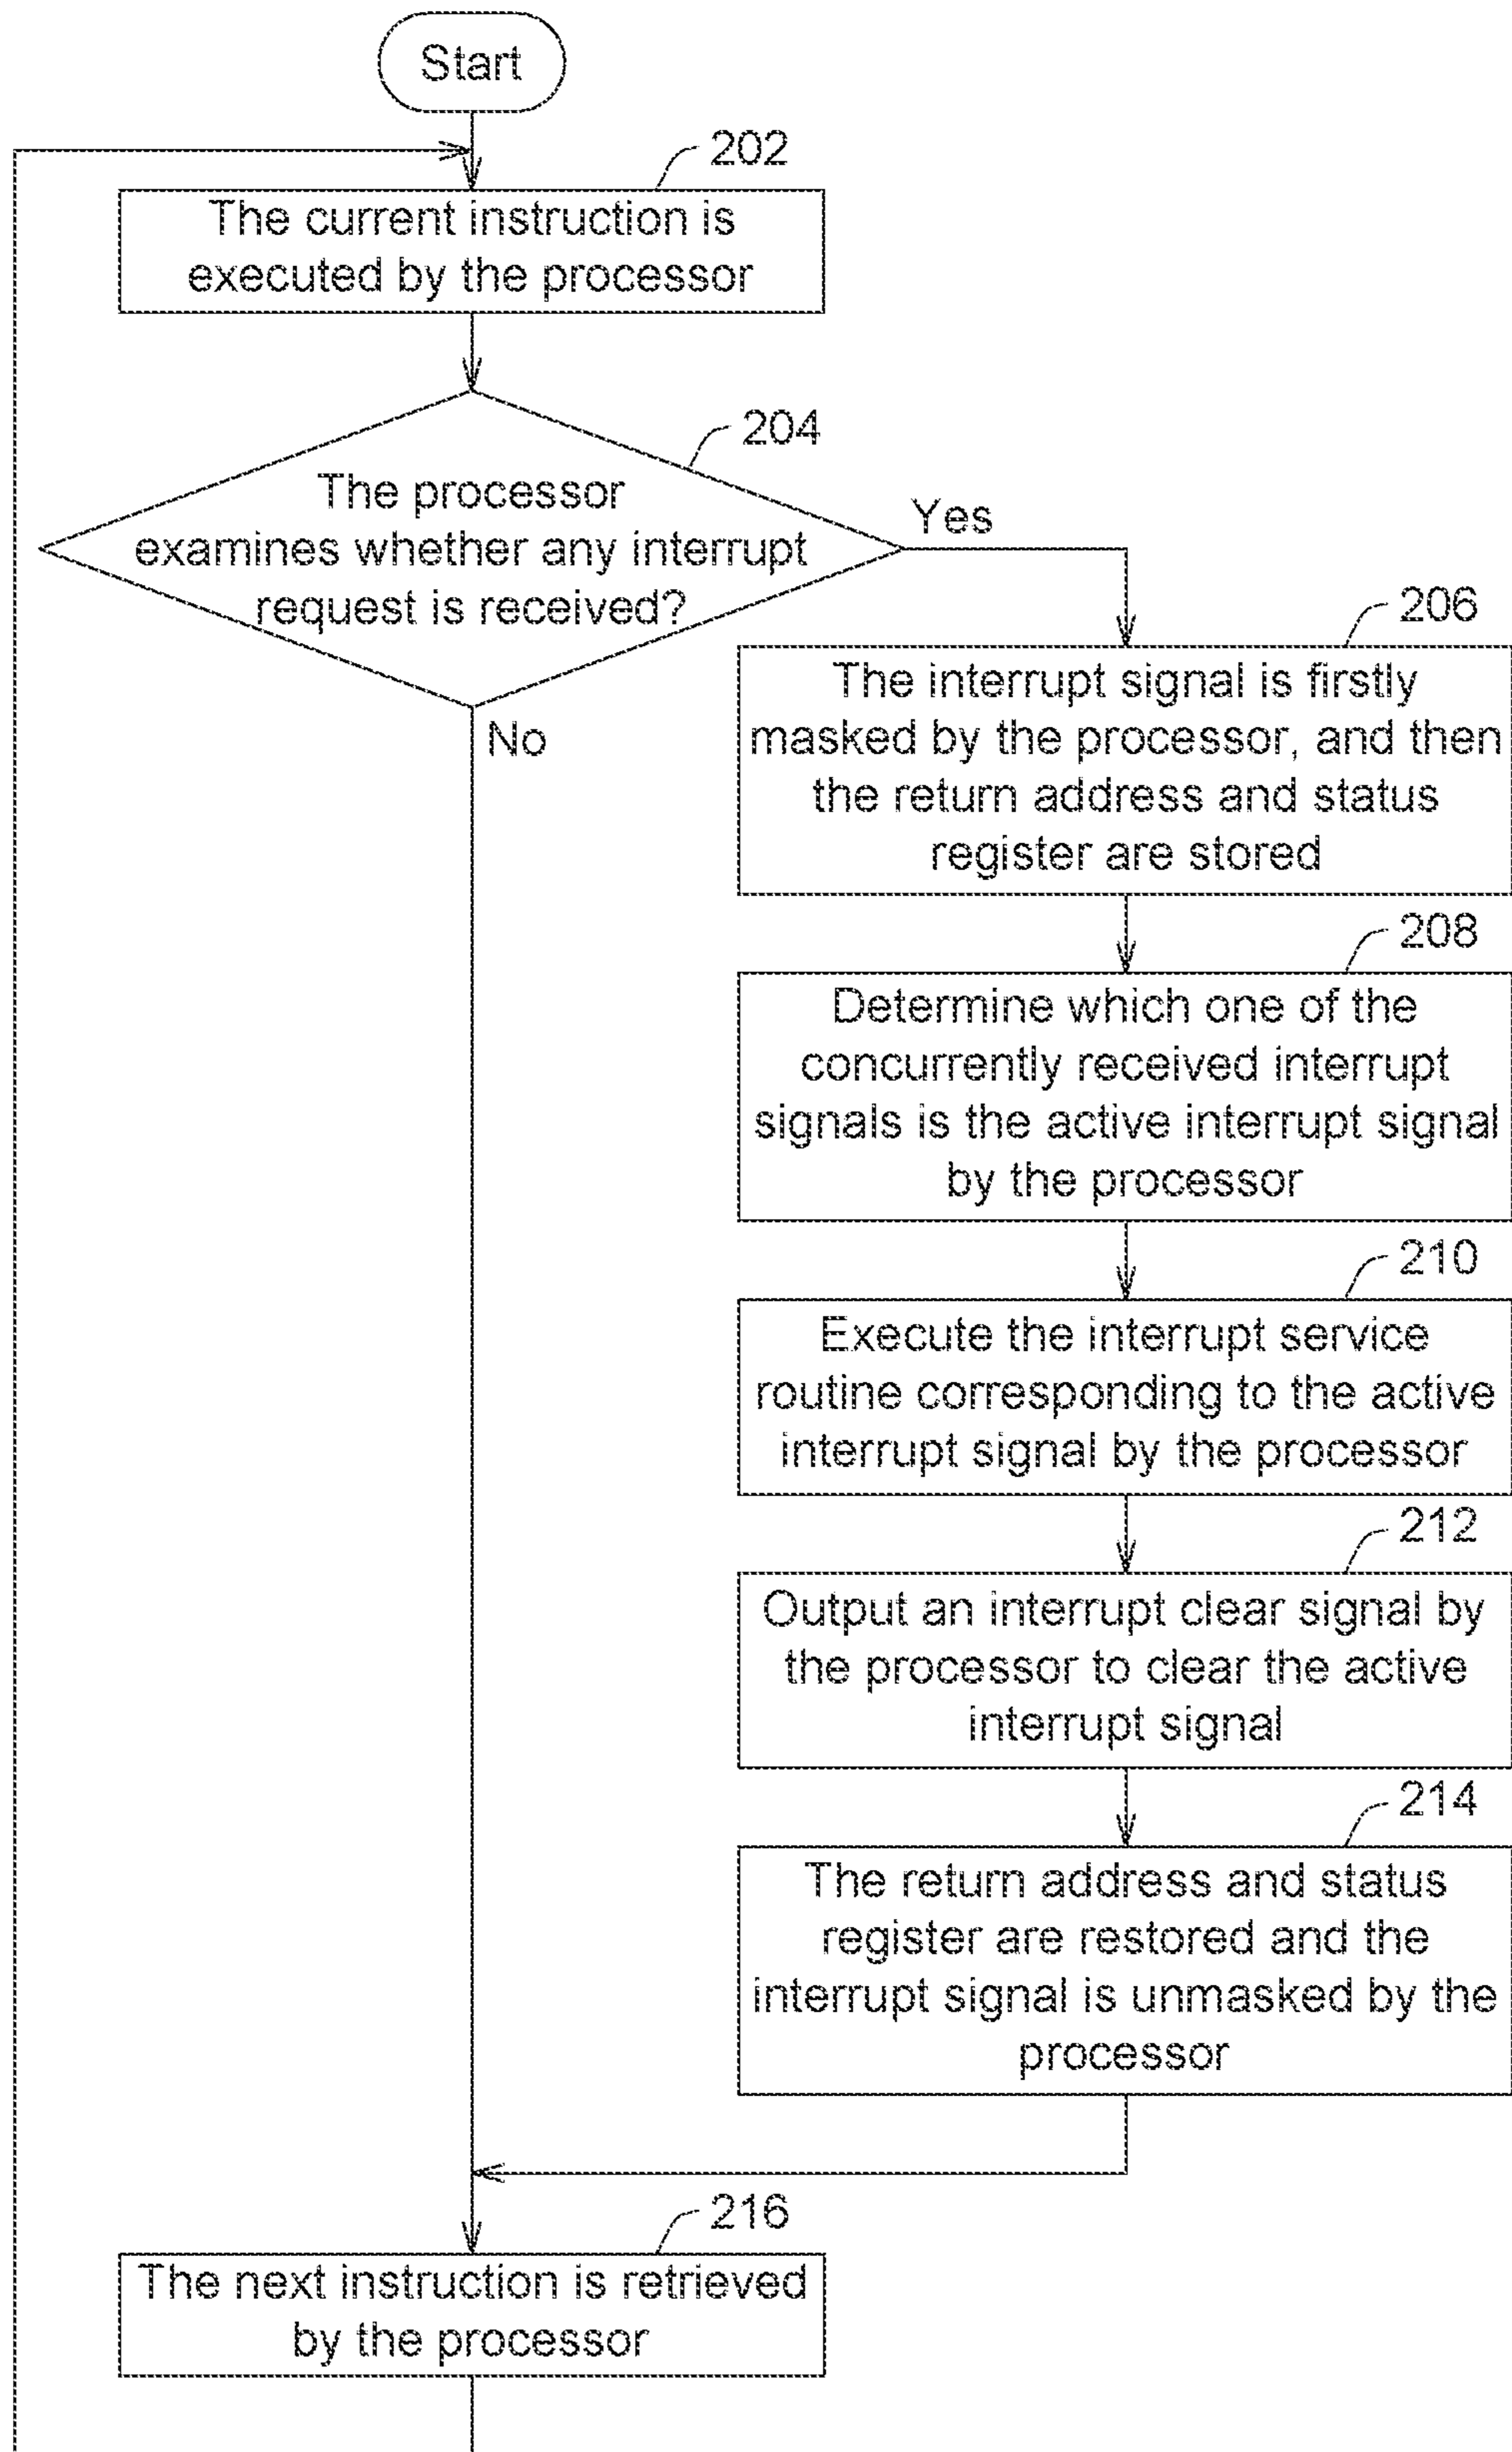 Start
202
The current instruction is
executed by the processor
204
The processor
examines whether any interrupt
request is received?
Yes
No
206
The interrupt signal is firstly
masked by the processor, and then
the return address and status
register are stored
208
Determine which one of the
concurrently received interrupt
signals is the active interrupt signal
by the processor
210
Execute the interrupt service
routine corresponding to the active
interrupt signal by the processor
212
Output an interrupt clear signal by
the processor to clear the active
interrupt signal
214
The return address and status
register are restored and the
interrupt signal is unmasked by the
processor
216
The next instruction is retrieved
by the processor